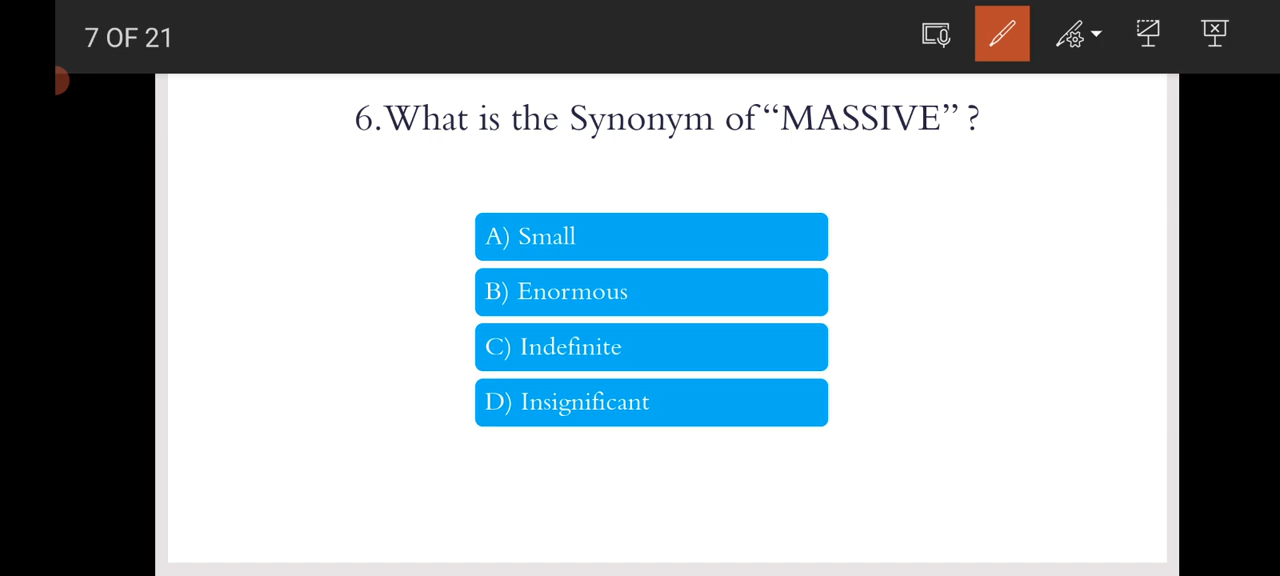 7 OF 21
6.What is the Synonym of “MASSIVE” ?
A) Small
B) Enormous
C) Indefinite
D) Insignificant